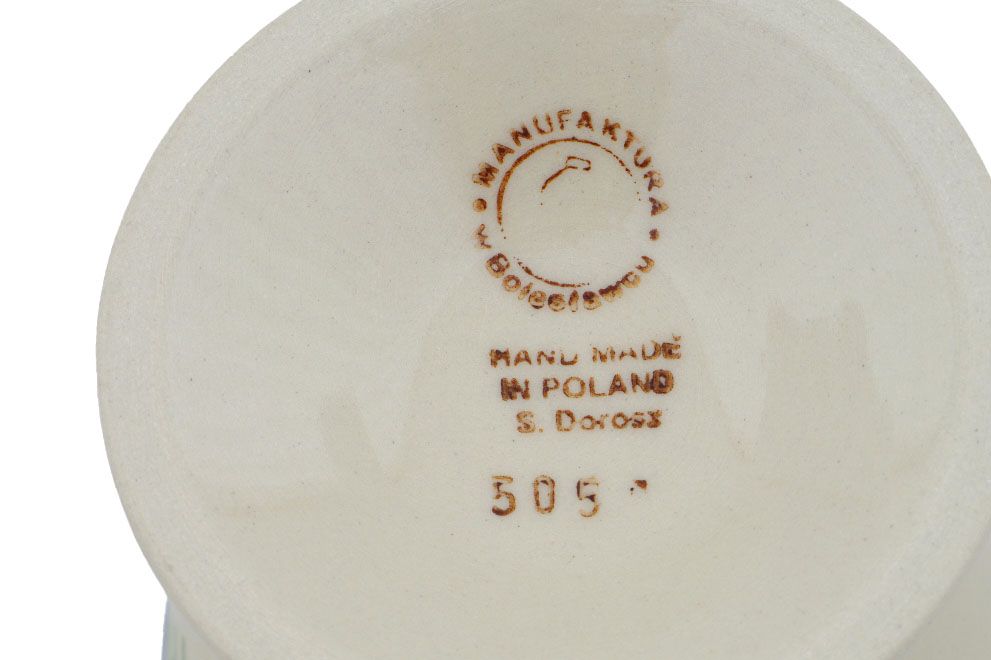 MANUFAKTURA
w Bolesławcu
HAND MADE
IN POLAND
S. Dorosz
505